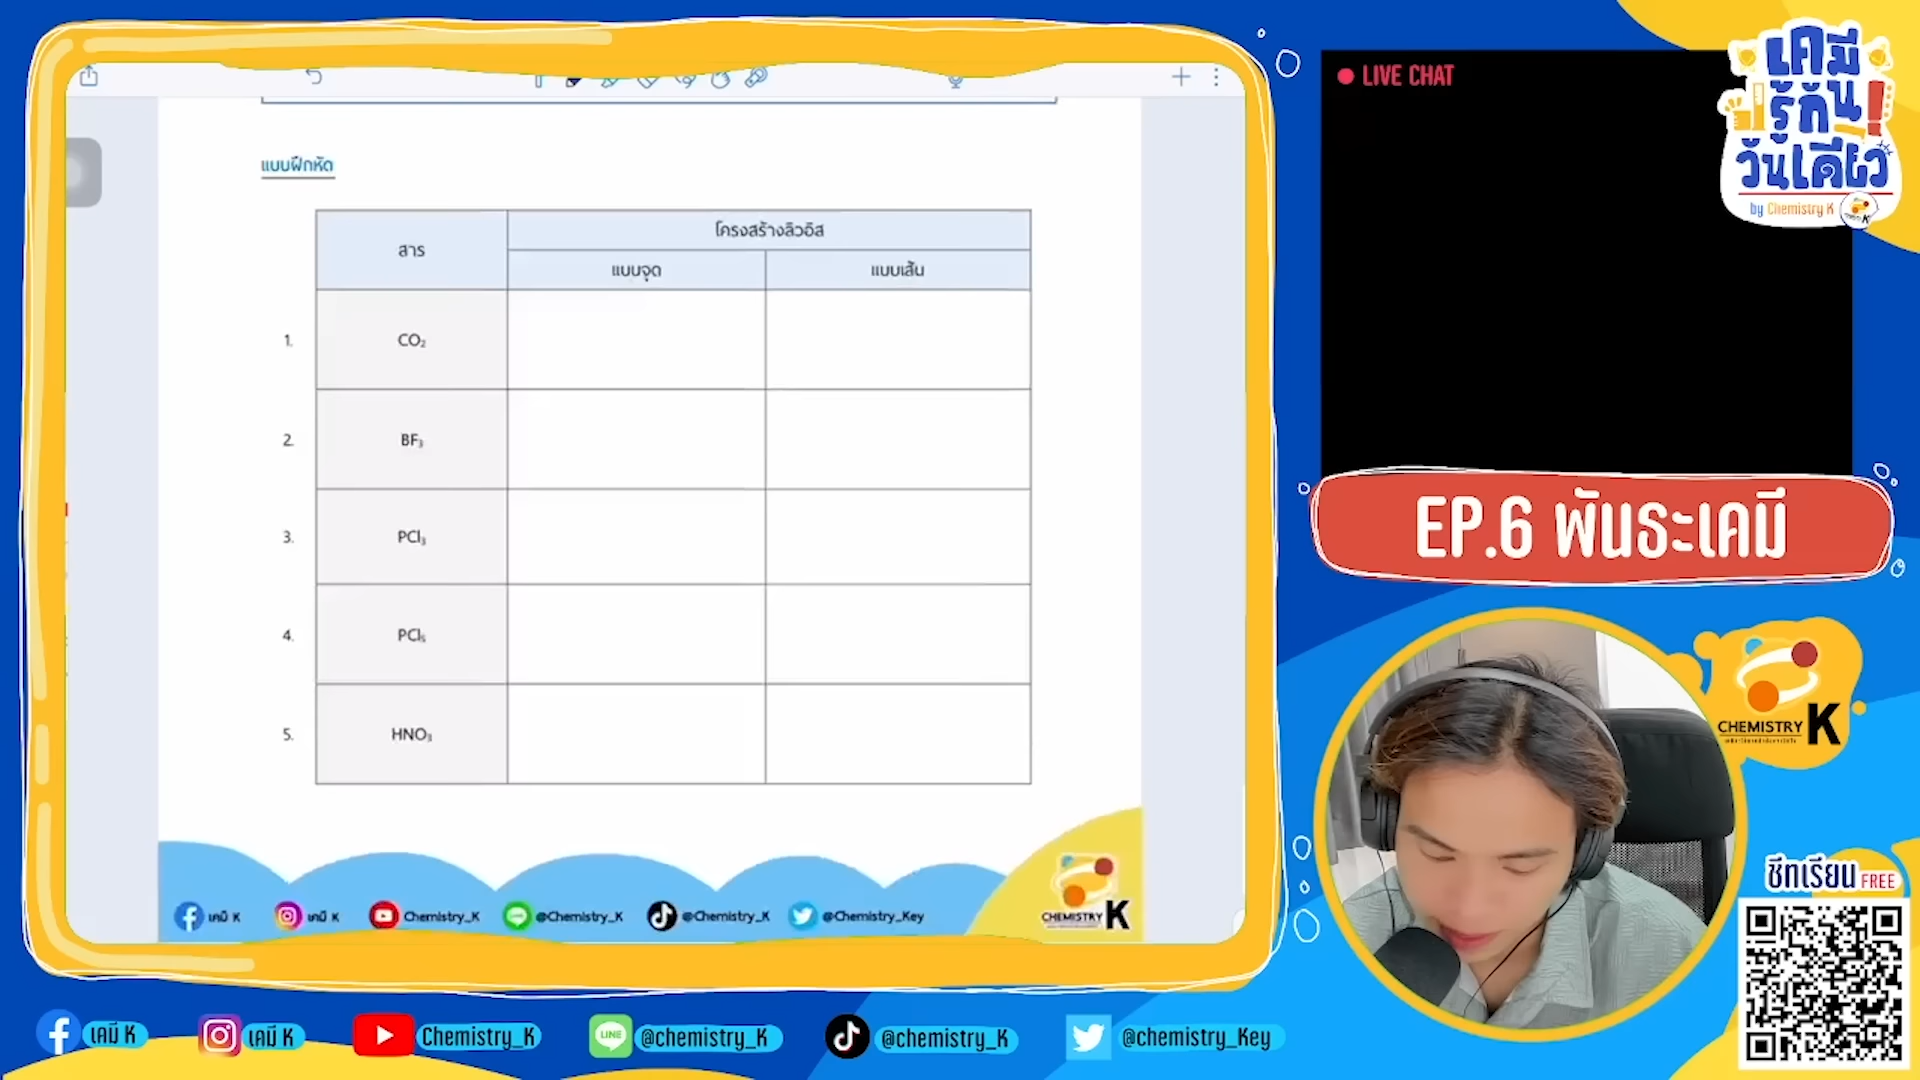 แบบฝึกหัด
สาร
โครงสร้างลิวอิส
แบบจุด
แบบเส้น
1. CO₂
2. BF₃
3. PCl₃
4. PCl₅
5. HNO₃
เคมี K
เคมี K
Chemistry_K
@Chemistry_K
@Chemistry_K
@Chemistry_Key
CHEMISTRY K
LIVE CHAT
เคมี
รู้กัน!
วันเดียว
by Chemistry K
EP.6 พันธะเคมี
CHEMISTRY K
ชีทเรียน FREE
เคมี K
เคมี K
Chemistry_K
LINE
@chemistry_K
@chemistry_K
@chemistry_Key